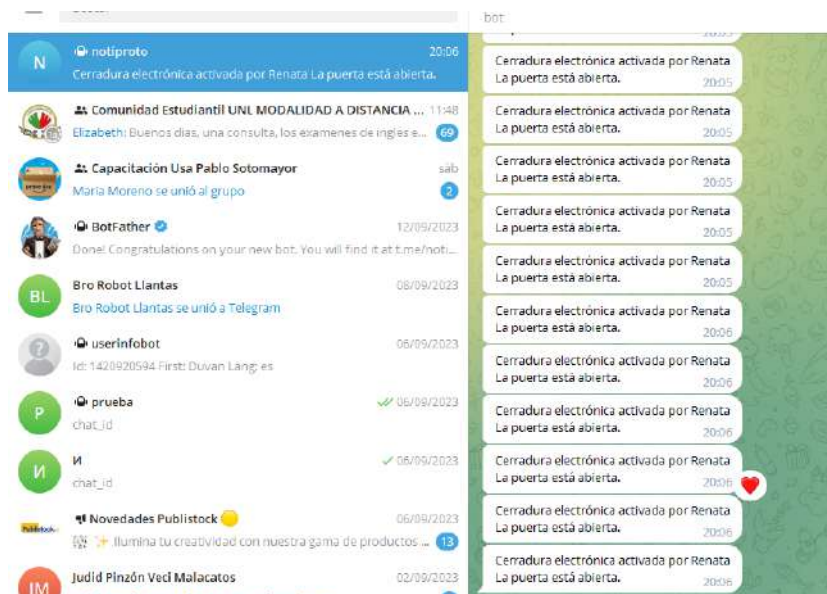 N
notiproto
20:06
Cerradura electrónica activada por Renata La puerta está abierta.
Comunidad Estudiantil UNL MODALIDAD A DISTANCIA ...
11:48
Elizabeth: Buenos dias, una consulta, los examenes de ingles e...
69
Capacitación Usa Pablo Sotomayor
sáb
Maria Moreno se unió al grupo
2
BotFather
12/09/2023
Done! Congratulations on your new bot. You will find it at t.me/noti...
BL
Bro Robot Llantas
08/09/2023
Bro Robot Llantas se unió a Telegram
userinfobot
06/09/2023
Id: 1420920594 First: Duvan Lang: es
P
prueba
06/09/2023
chat_id
И
И
06/09/2023
chat_id
Novedades Publistock
06/09/2023
Ilumina tu creatividad con nuestra gama de productos ...
13
JM
Judid Pinzón Veci Malacatos
02/09/2023
bot
20:05
Cerradura electrónica activada por Renata
La puerta está abierta.
20:05
Cerradura electrónica activada por Renata
La puerta está abierta.
20:05
Cerradura electrónica activada por Renata
La puerta está abierta.
20:05
Cerradura electrónica activada por Renata
La puerta está abierta.
20:05
Cerradura electrónica activada por Renata
La puerta está abierta.
20:05
Cerradura electrónica activada por Renata
La puerta está abierta.
20:06
Cerradura electrónica activada por Renata
La puerta está abierta.
20:06
Cerradura electrónica activada por Renata
La puerta está abierta.
20:06
Cerradura electrónica activada por Renata
La puerta está abierta.
20:06
Cerradura electrónica activada por Renata
La puerta está abierta.
20:06
Cerradura electrónica activada por Renata
La puerta está abierta.
20:06